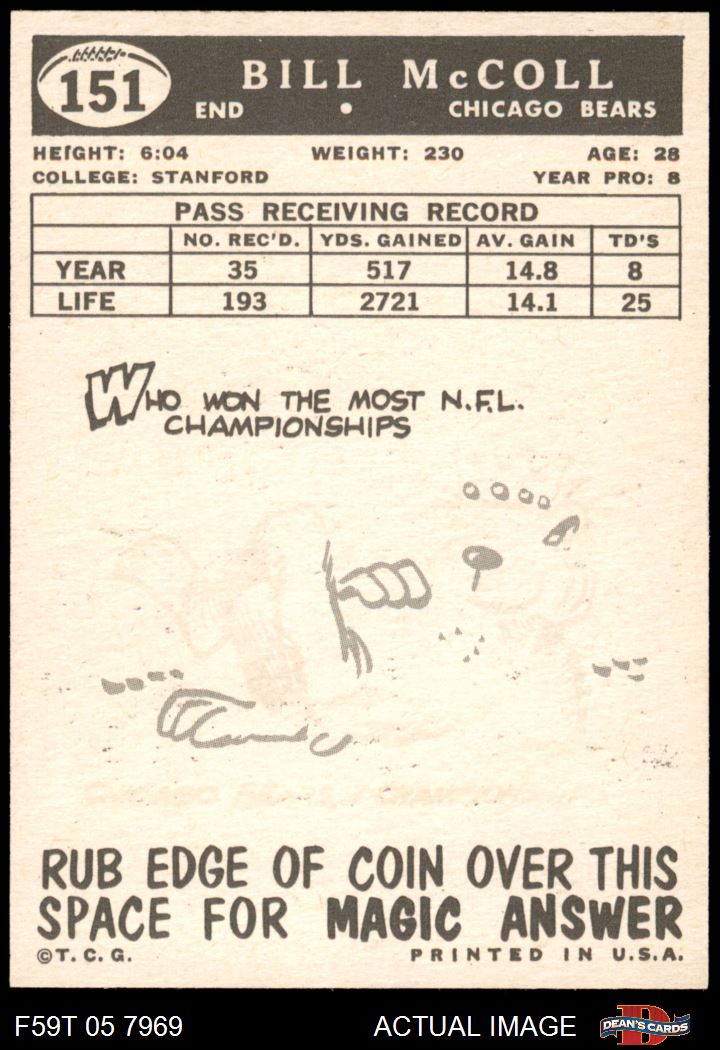 151
BILL McCOLL
END • CHICAGO BEARS
HEIGHT: 6:04 WEIGHT: 230 AGE: 28
COLLEGE: STANFORD YEAR PRO: 8
PASS RECEIVING RECORD
NO. REC'D. YDS. GAINED AV. GAIN TD'S
YEAR 35 517 14.8 8
LIFE 193 2721 14.1 25
WHO WON THE MOST N.F.L.
CHAMPIONSHIPS
CHICAGO BEARS
RUB EDGE OF COIN OVER THIS
SPACE FOR MAGIC ANSWER
©T. C. G. PRINTED IN U.S.A.
F59T 05 7969 ACTUAL IMAGE D DEAN'S CARDS